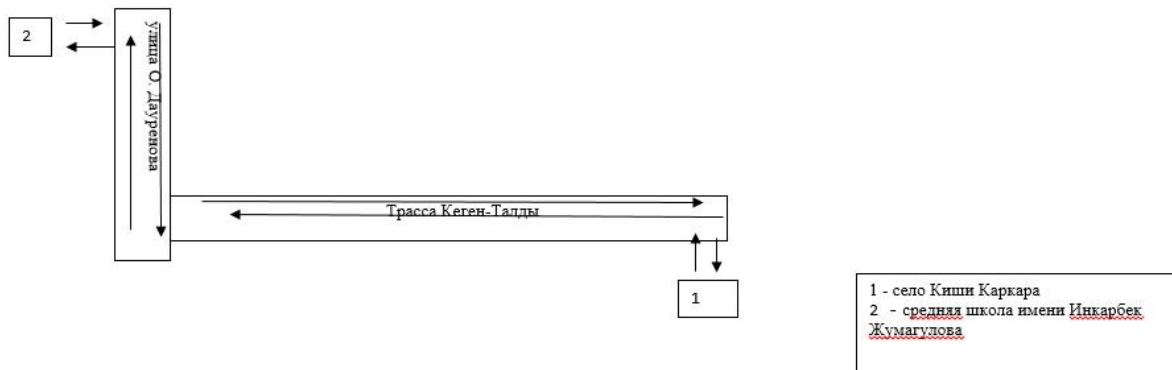 2
улица О. Дауренова
Трасса Кеген-Талды
1
1 - село Киши Каркара
2 - средняя школа имени Инкарбек
Жумагулова